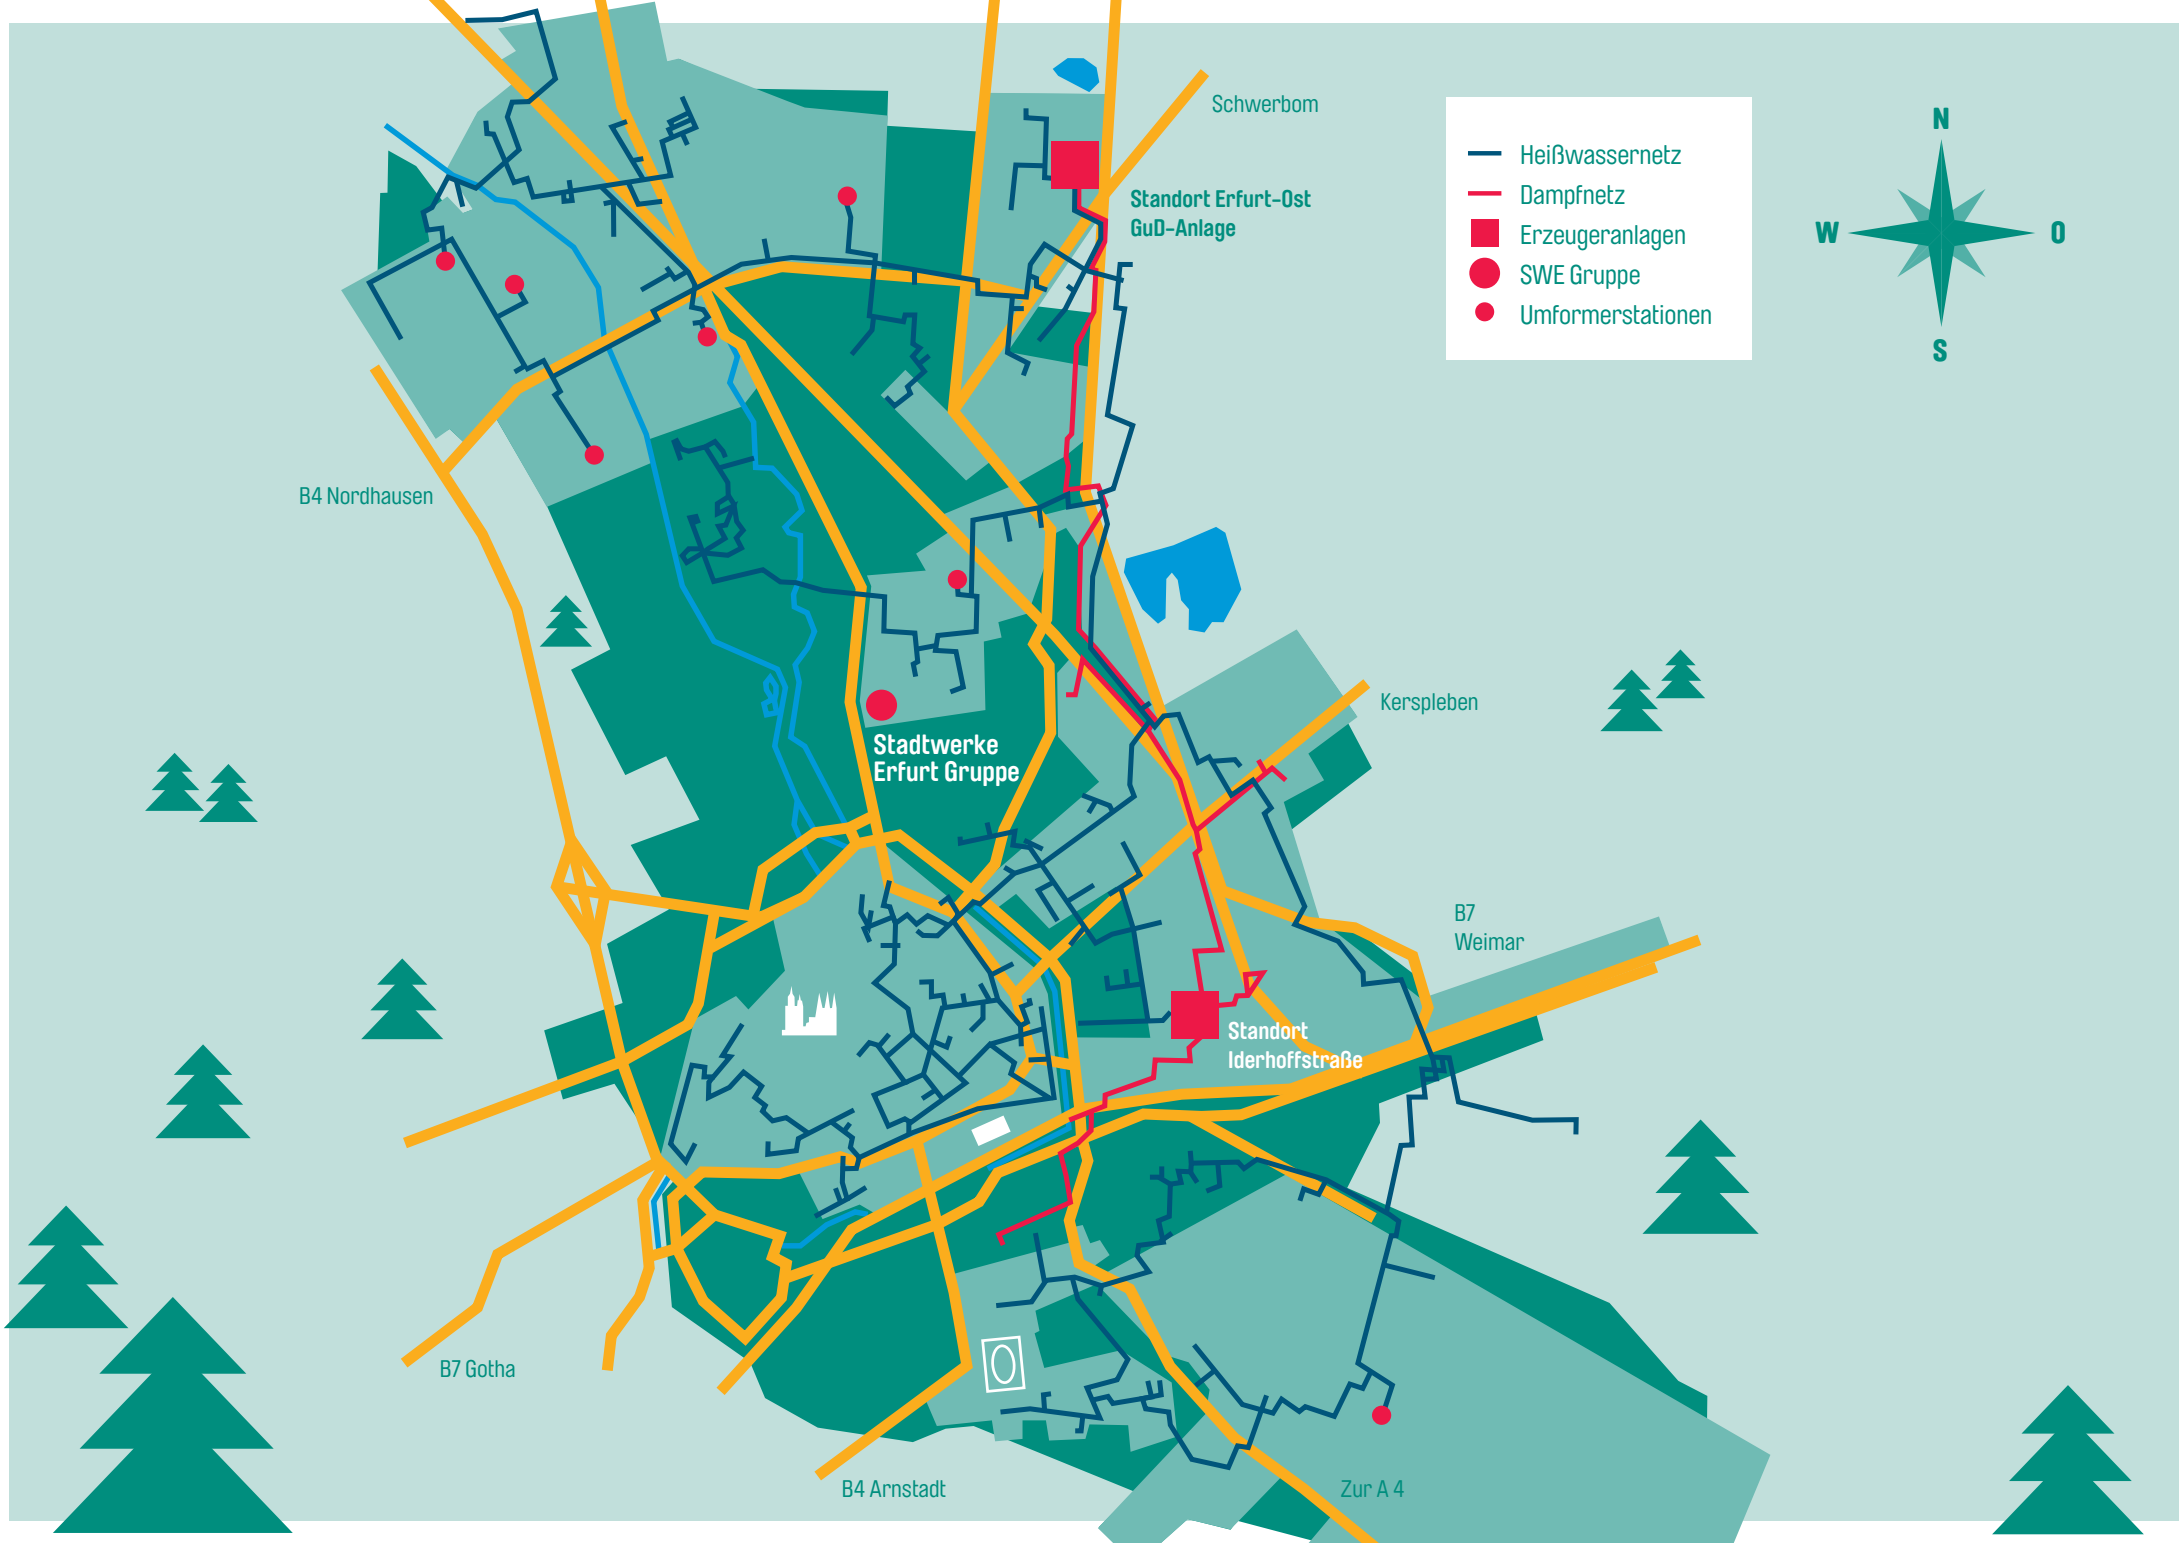 Schwerbom
Heißwassernetz
Dampfnetz
Erzeugeranlagen
SWE Gruppe
Umformerstationen
N
W
O
S
Standort Erfurt-Ost
GuD-Anlage
B4 Nordhausen
Kerspleben
Stadtwerke
Erfurt Gruppe
B7
Weimar
Standort
Iderhoffstraße
B7 Gotha
B4 Arnstadt
Zur A 4